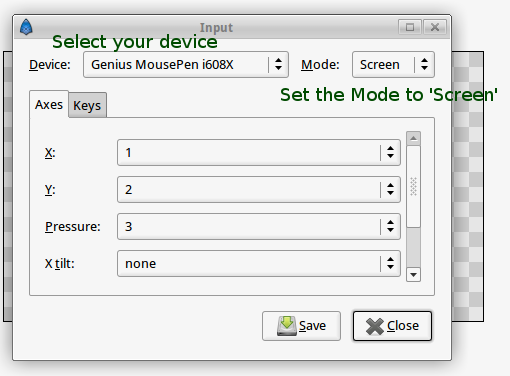 Input
Select your device
Device: Genius MousePen i608X Mode: Screen
Set the Mode to 'Screen'
Axes Keys
X: 1
Y: 2
Pressure: 3
X tilt: none
Save Close